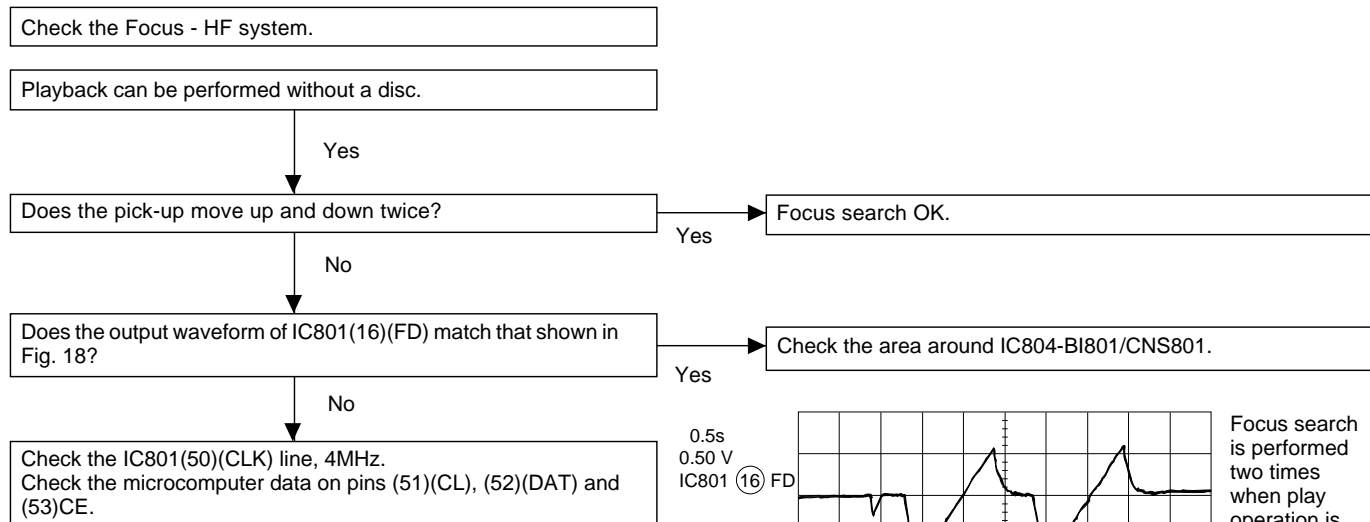 Check the Focus - HF system.
Playback can be performed without a disc.
Yes
Does the pick-up move up and down twice?
Yes
Focus search OK.
No
Does the output waveform of IC801(16)(FD) match that shown in
Fig. 18?
Yes
Check the area around IC804-BI801/CNS801.
No
Check the IC801(50)(CLK) line, 4MHz.
Check the microcomputer data on pins (51)(CL), (52)(DAT) and
(53)CE.
0.5s
0.50 V
IC801 16 FD
Focus search
is performed
two times
when play
operation is